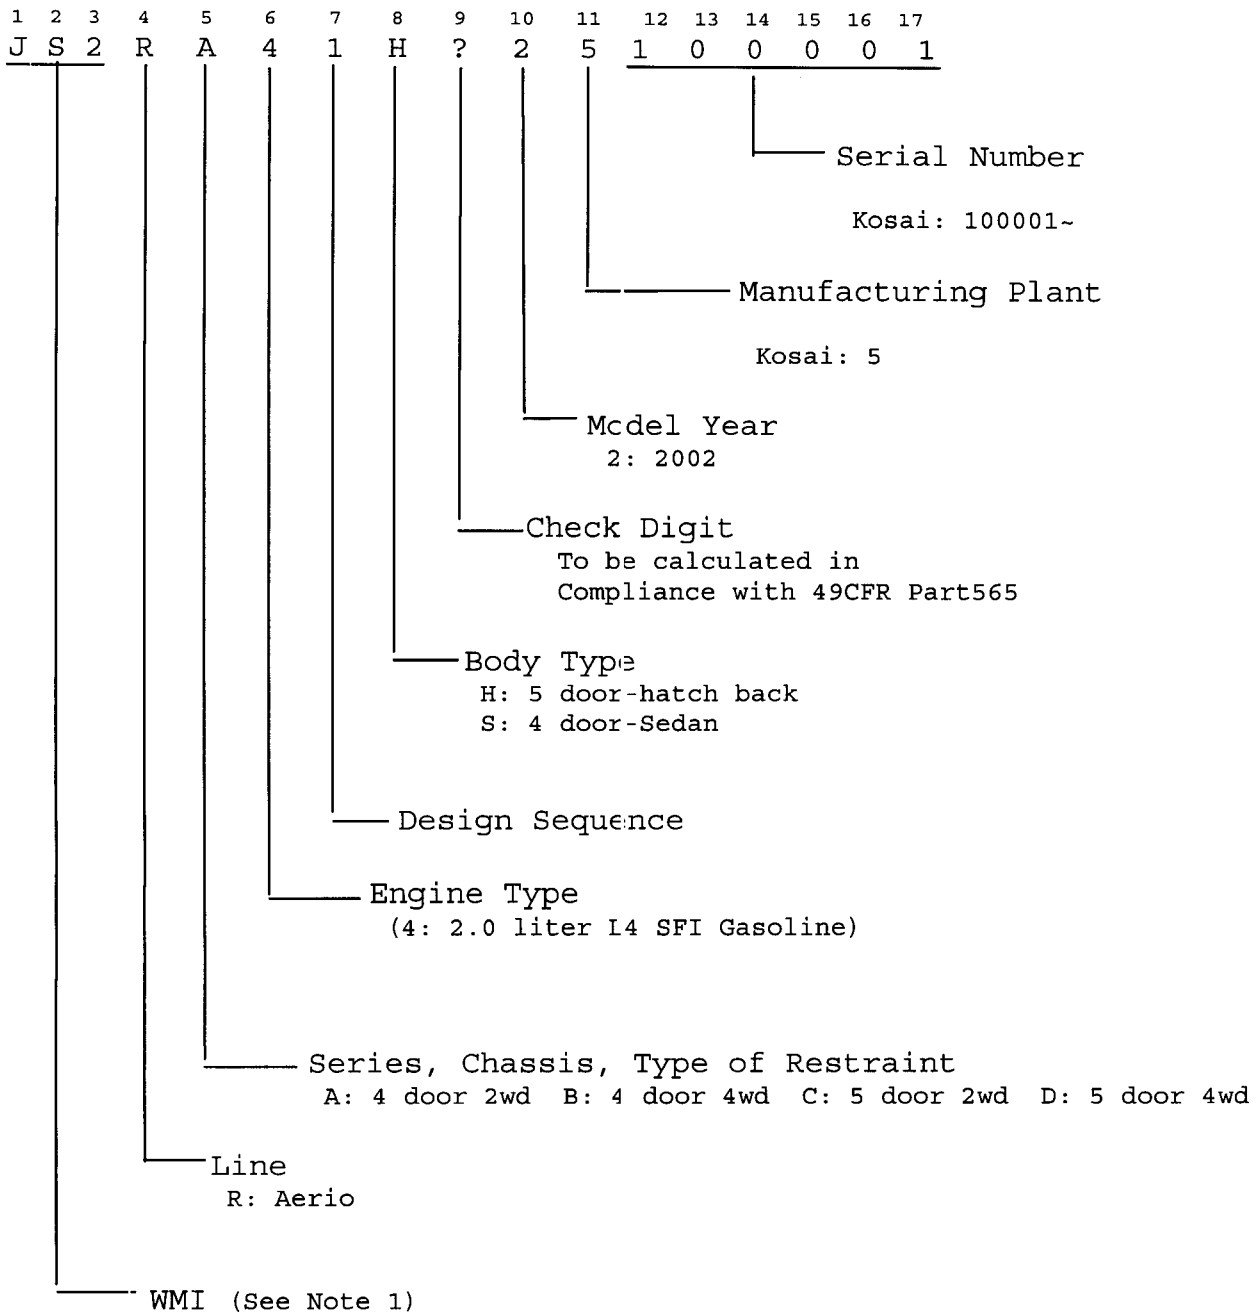 1 2 3 4 5 6 7 8 9 10 11 12 13 14 15 16 17
J S 2 R A 4 1 H ? 2 5 1 0 0 0 0 1
Serial Number
Kosai: 100001~
Manufacturing Plant
Kosai: 5
Mcdel Year
2: 2002
Check Digit
To be calculated in
Compliance with 49CFR Part565
Body Type
H: 5 door-hatch back
S: 4 door-Sedan
Design Sequence
Engine Type
(4: 2.0 liter L4 SFI Gasoline)
Series, Chassis, Type of Restraint
A: 4 door 2wd B: 4 door 4wd C: 5 door 2wd D: 5 door 4wd
Line
R: Aerio
WMI (See Note 1)